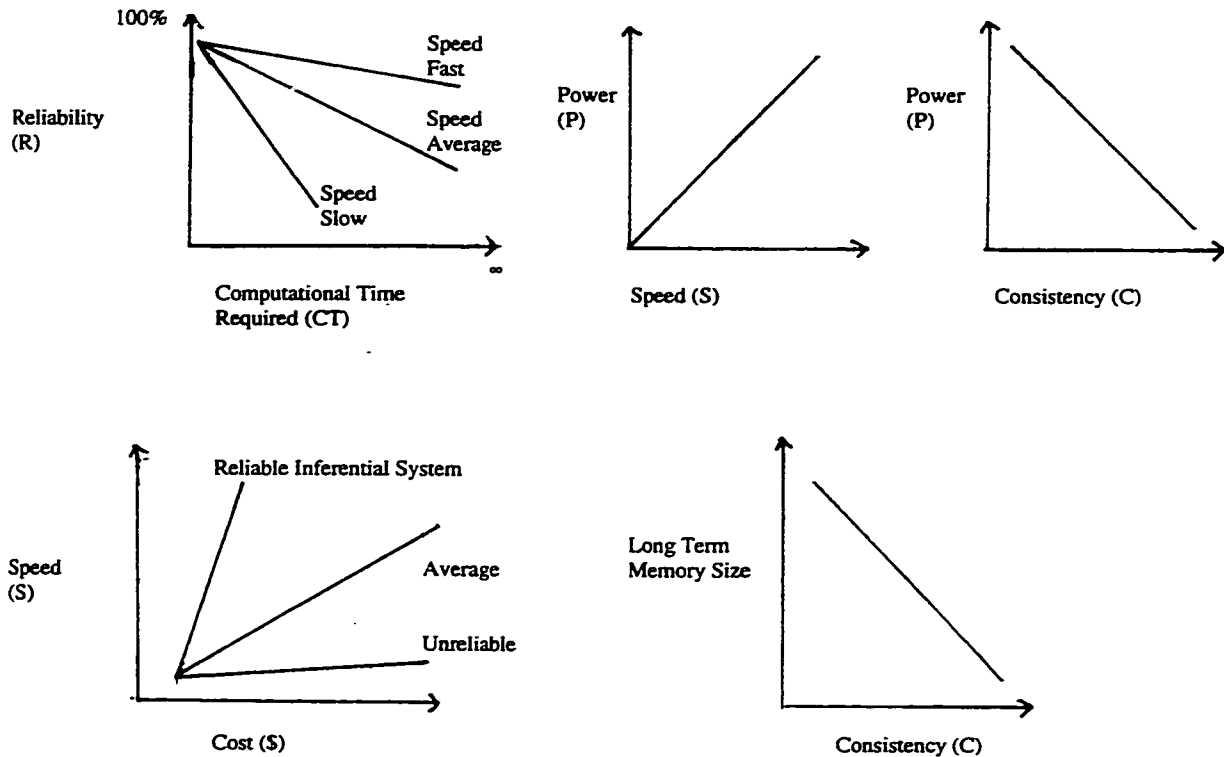 100%
Speed
Fast
Reliability
(R)
Speed
Average
Speed
Slow
∞
Computational Time
Required (CT)
Power
(P)
Speed (S)
Power
(P)
Consistency (C)
Reliable Inferential System
Speed
(S)
Average
Unreliable
Cost ($)
Long Term
Memory Size
Consistency (C)